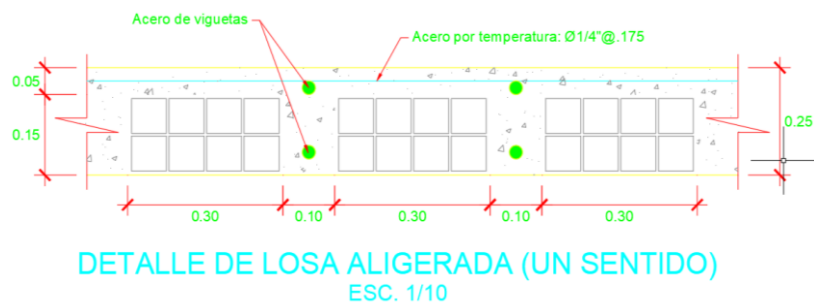 Acero de viguetas
Acero por temperatura: Ø1/4"@.175
0.05
0.15
0.25
0.30
0.10
0.30
0.10
0.30
DETALLE DE LOSA ALIGERADA (UN SENTIDO)
ESC. 1/10